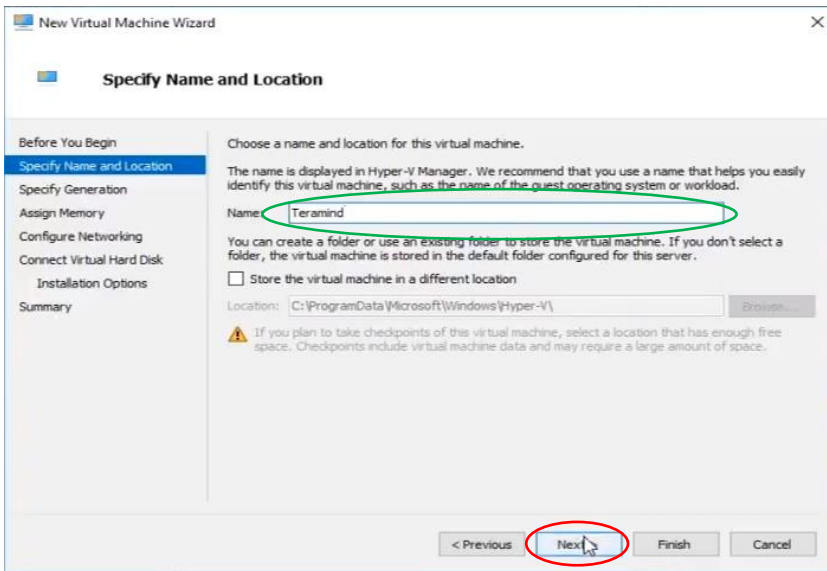 New Virtual Machine Wizard
Specify Name and Location
Before You Begin
Specify Name and Location
Specify Generation
Assign Memory
Configure Networking
Connect Virtual Hard Disk
Installation Options
Summary
Choose a name and location for this virtual machine.
The name is displayed in Hyper-V Manager. We recommend that you use a name that helps you easily
identify this virtual machine, such as the name of the guest operating system or workload.
Name: Teramind
You can create a folder or use an existing folder to store the virtual machine. If you don't select a
folder, the virtual machine is stored in the default folder configured for this server.
Store the virtual machine in a different location
Location: C:\ProgramData\Microsoft\Windows\Hyper-V\ Browse...
If you plan to take checkpoints of this virtual machine, select a location that has enough free
space. Checkpoints include virtual machine data and may require a large amount of space.
< Previous Next > Finish Cancel